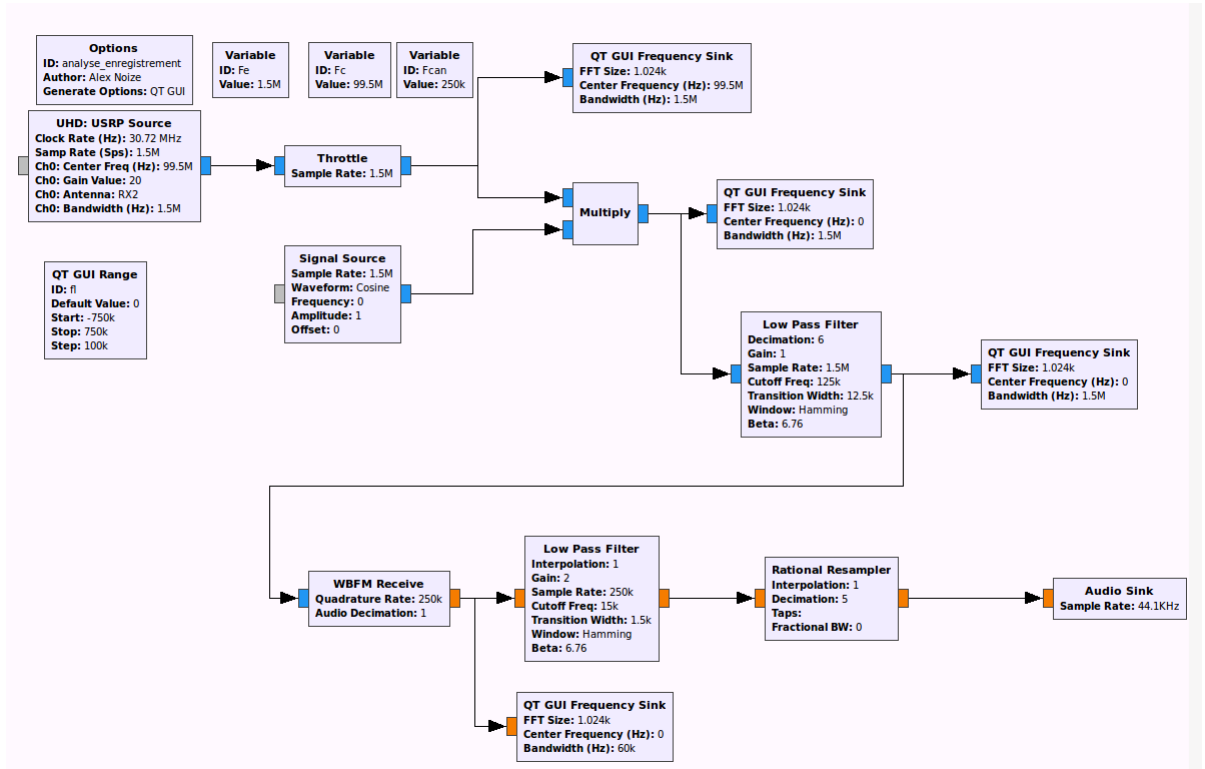 Options
ID: analyse_enregistrement
Author: Alex Noize
Generate Options: QT GUI
Variable
ID: Fe
Value: 1.5M
Variable
ID: Fc
Value: 99.5M
Variable
ID: Fcan
Value: 250k
QT GUI Frequency Sink
FFT Size: 1.024k
Center Frequency (Hz): 99.5M
Bandwidth (Hz): 1.5M
UHD: USRP Source
Clock Rate (Hz): 30.72 MHz
Samp Rate (Sps): 1.5M
Ch0: Center Freq (Hz): 99.5M
Ch0: Gain Value: 20
Ch0: Antenna: RX2
Ch0: Bandwidth (Hz): 1.5M
Throttle
Sample Rate: 1.5M
Multiply
QT GUI Frequency Sink
FFT Size: 1.024k
Center Frequency (Hz): 0
Bandwidth (Hz): 1.5M
QT GUI Range
ID: fl
Default Value: 0
Start: -750k
Stop: 750k
Step: 100k
Signal Source
Sample Rate: 1.5M
Waveform: Cosine
Frequency: 0
Amplitude: 1
Offset: 0
Low Pass Filter
Decimation: 6
Gain: 1
Sample Rate: 1.5M
Cutoff Freq: 125k
Transition Width: 12.5k
Window: Hamming
Beta: 6.76
QT GUI Frequency Sink
FFT Size: 1.024k
Center Frequency (Hz): 0
Bandwidth (Hz): 1.5M
WBFM Receive
Quadrature Rate: 250k
Audio Decimation: 1
Low Pass Filter
Interpolation: 1
Gain: 2
Sample Rate: 250k
Cutoff Freq: 15k
Transition Width: 1.5k
Window: Hamming
Beta: 6.76
Rational Resampler
Interpolation: 1
Decimation: 5
Taps:
Fractional BW: 0
Audio Sink
Sample Rate: 44.1KHz
QT GUI Frequency Sink
FFT Size: 1.024k
Center Frequency (Hz): 0
Bandwidth (Hz): 60k